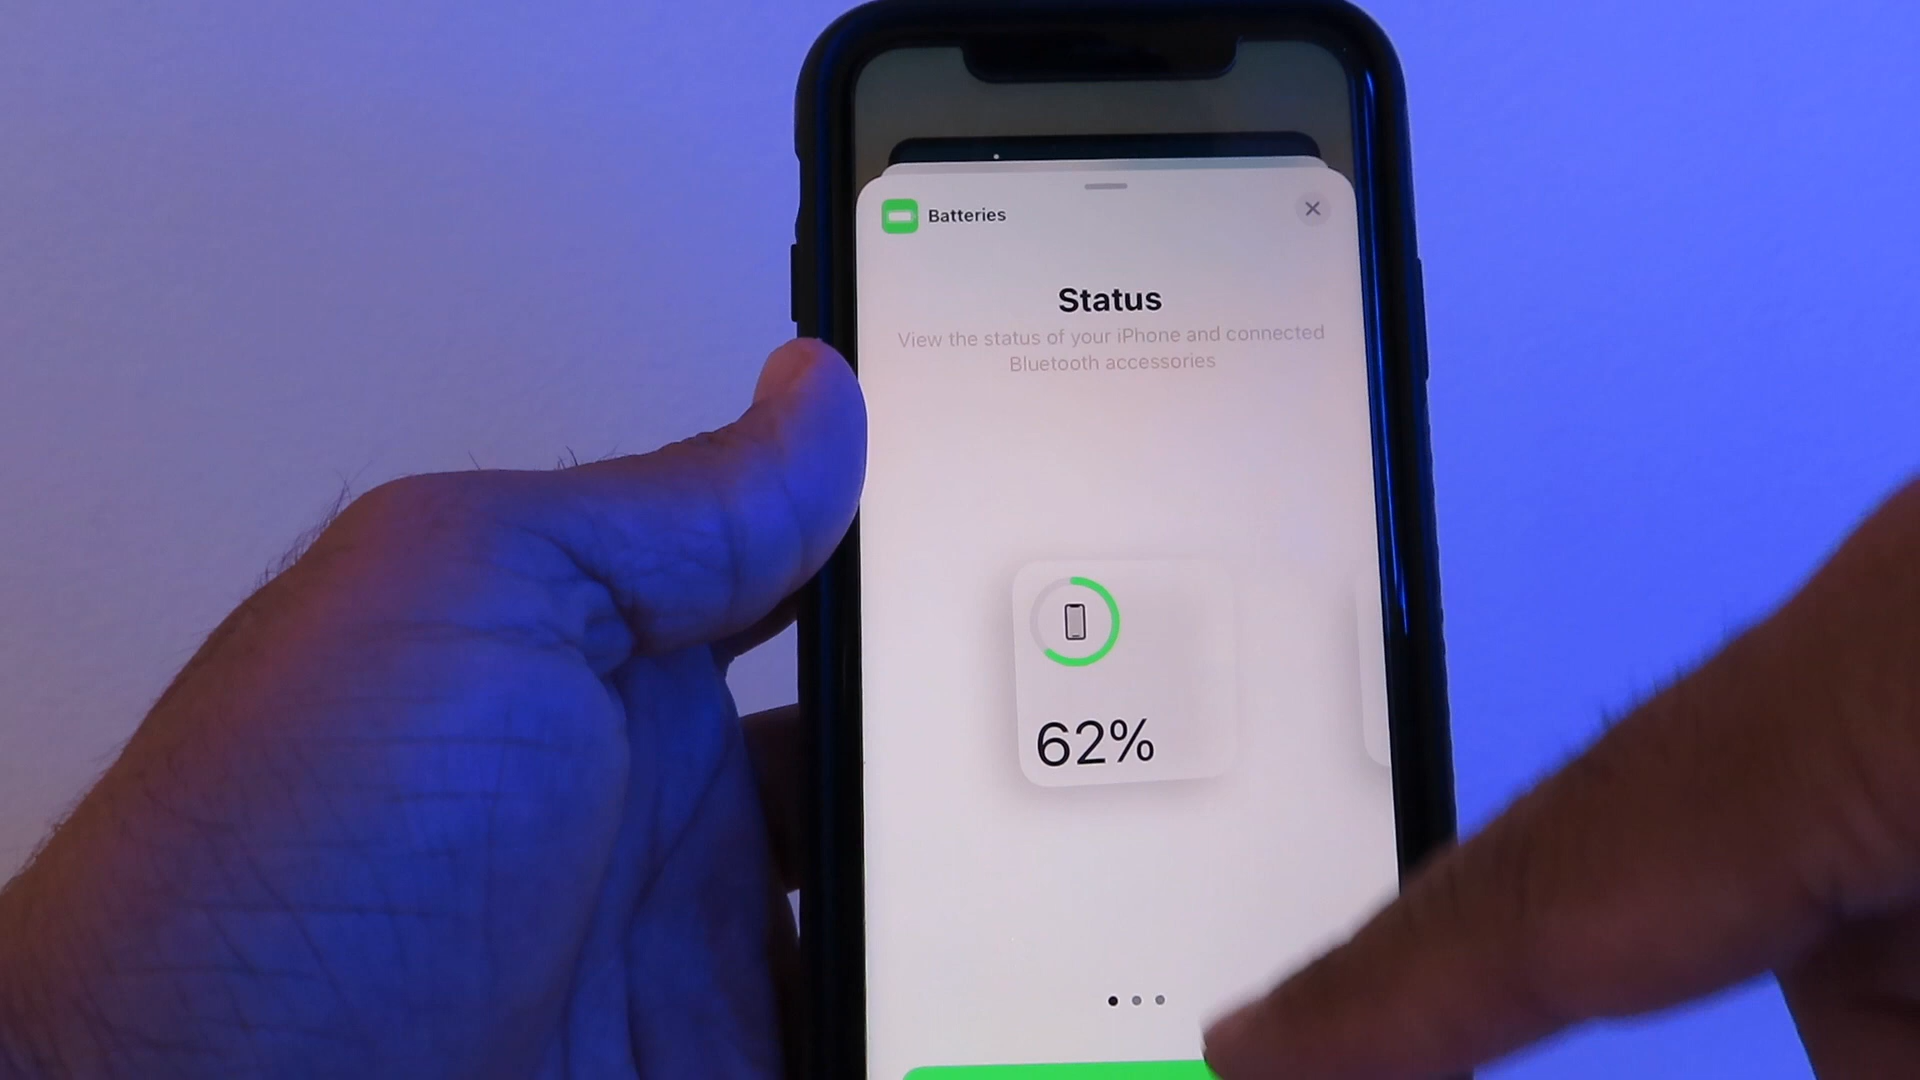 Batteries
Status
View the status of your iPhone and connected
Bluetooth accessories
62%